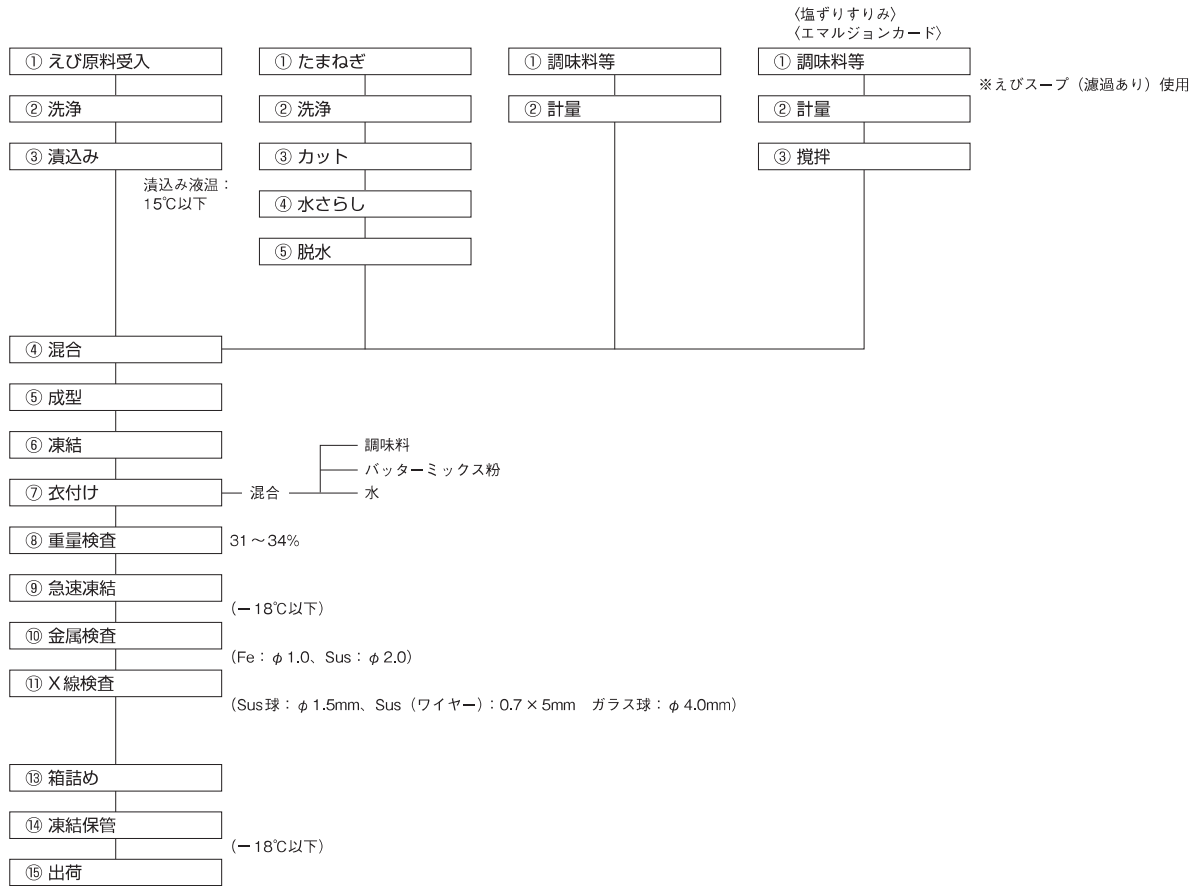 〈塩ずりすりみ〉
〈エマルジョンカード〉
① えび原料受入
① たまねぎ
① 調味料等
① 調味料等
※えびスープ（濾過あり）使用
② 洗浄
② 洗浄
② 計量
② 計量
③ 漬込み
③ カット
③ 撹拌
漬込み液温：
15℃以下
④ 水さらし
⑤ 脱水
④ 混合
⑤ 成型
⑥ 凍結
調味料
バッターミックス粉
⑦ 衣付け
混合
水
⑧ 重量検査
31～34%
⑨ 急速凍結
（－18℃以下）
⑩ 金属検査
（Fe：φ1.0、Sus：φ2.0）
⑪ X線検査
（Sus球：φ1.5mm、Sus（ワイヤー）：0.7×5mm　ガラス球：φ4.0mm）
⑬ 箱詰め
⑭ 凍結保管
（－18℃以下）
⑮ 出荷